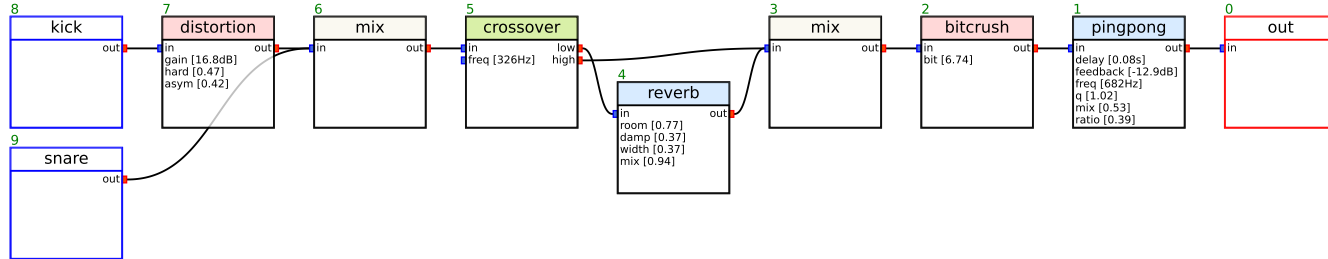 8
kick
out
7
distortion
in out
gain [16.8dB]
hard [0.47]
asym [0.42]
6
mix
in out
5
crossover
in low
freq [326Hz] high
4
reverb
in out
room [0.77]
damp [0.37]
width [0.37]
mix [0.94]
3
mix
in out
2
bitcrush
in out
bit [6.74]
1
pingpong
in out
delay [0.08s]
feedback [-12.9dB]
freq [682Hz]
q [1.02]
mix [0.53]
ratio [0.39]
0
out
in
9
snare
out